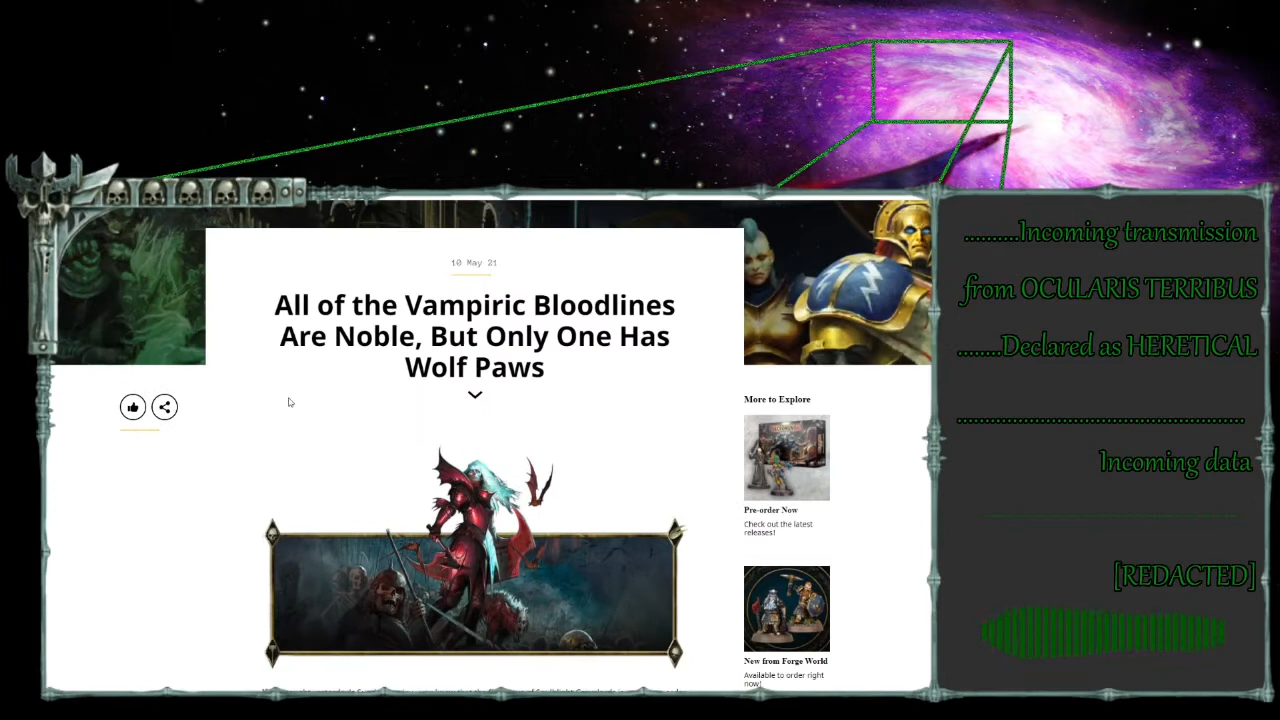 ..........Incoming transmission
from OCULARIS TERRIBUS
........Declared as HERETICAL
Incoming data
[REDACTED]
10 May 21
All of the Vampiric Bloodlines
Are Noble, But Only One Has
Wolf Paws
More to Explore
Pre-order Now
Check out the latest
releases!
New from Forge World
Available to order right
now!